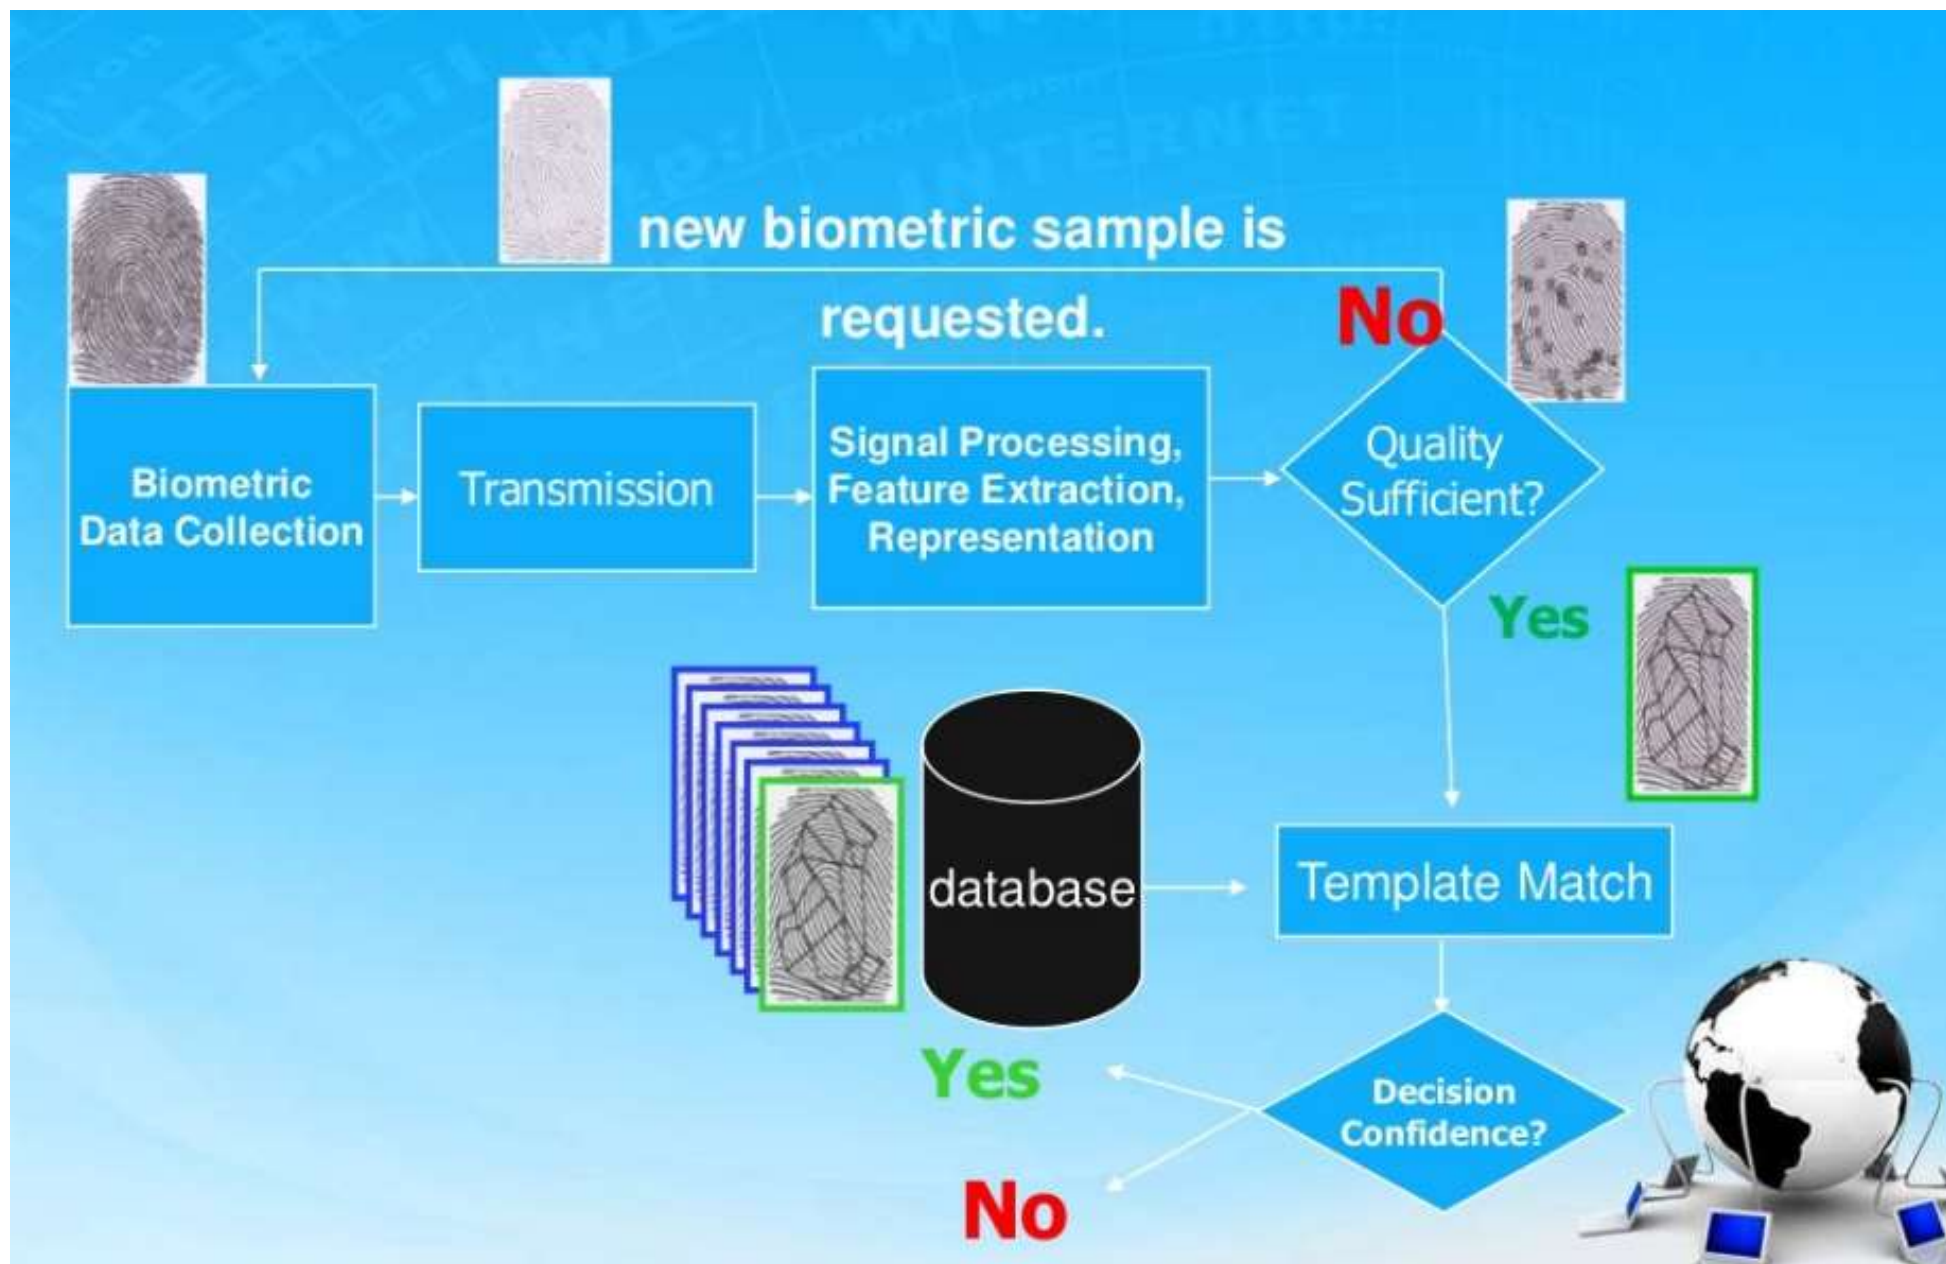 new biometric sample is
requested.
No
Biometric
Data Collection
Transmission
Signal Processing,
Feature Extraction,
Representation
Quality
Sufficient?
Yes
database
Template Match
Decision
Confidence?
Yes
No
INTERNET